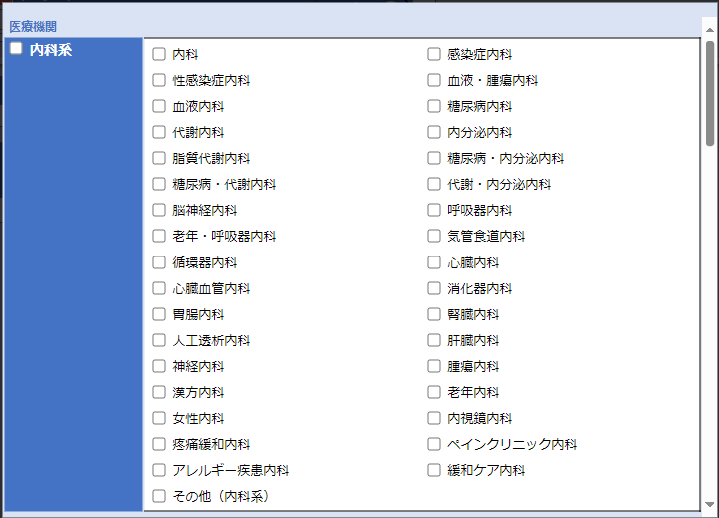 医療機関
内科系
内科 感染症内科
性感染症内科 血液・腫瘍内科
血液内科 糖尿病内科
代謝内科 内分泌内科
脂質代謝内科 糖尿病・内分泌内科
糖尿病・代謝内科 代謝・内分泌内科
脳神経内科 呼吸器内科
老年・呼吸器内科 気管食道内科
循環器内科 心臓内科
心臓血管内科 消化器内科
胃腸内科 腎臓内科
人工透析内科 肝臓内科
神経内科 腫瘍内科
漢方内科 老年内科
女性内科 内視鏡内科
疼痛緩和内科 ペインクリニック内科
アレルギー疾患内科 緩和ケア内科
その他（内科系）